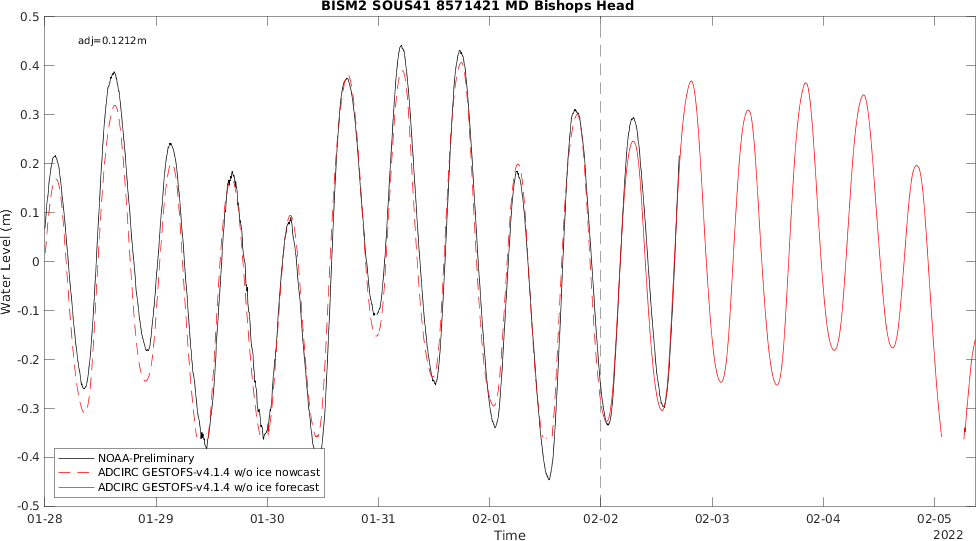 BISM2 SOUS41 8571421 MD Bishops Head
adj=0.1212m
0.5
0.4
0.3
0.2
0.1
0
-0.1
-0.2
-0.3
-0.4
-0.5
Water Level (m)
NOAA-Preliminary
ADCIRC GESTOFS-v4.1.4 w/o ice nowcast
ADCIRC GESTOFS-v4.1.4 w/o ice forecast
01-28 01-29 01-30 01-31 02-01 02-02 02-03 02-04 02-05
Time
2022